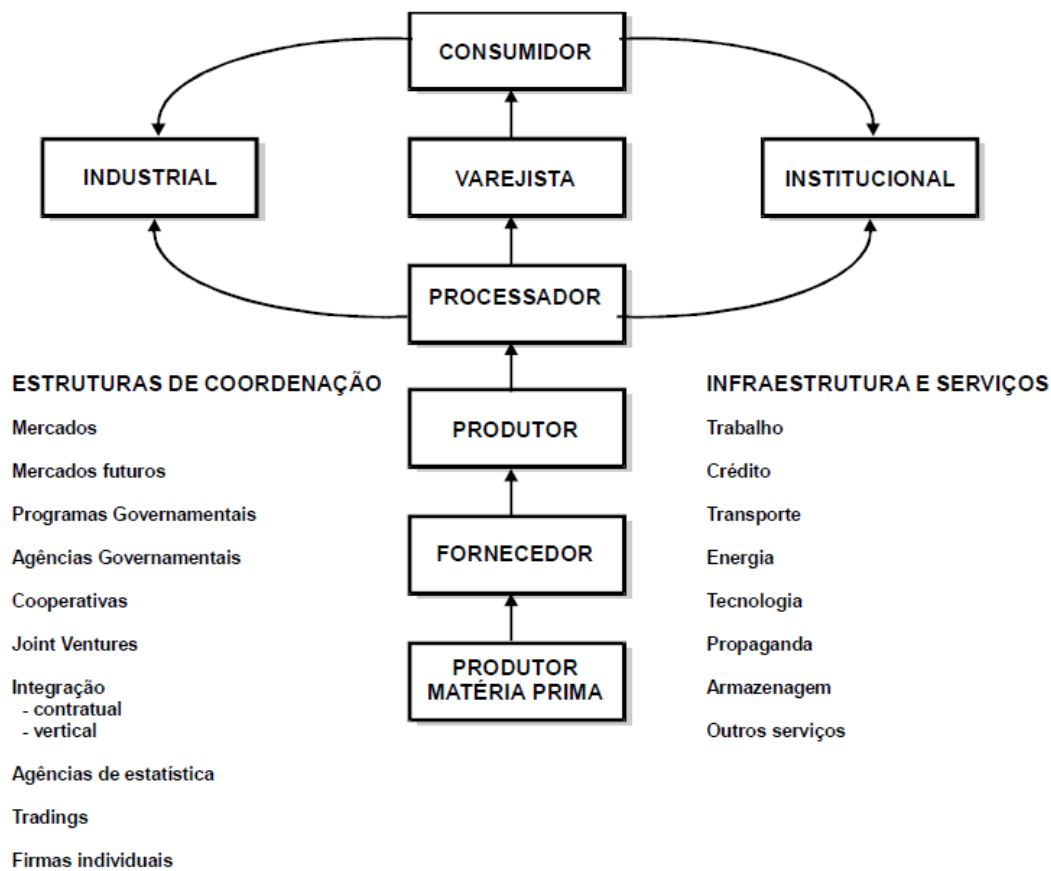 CONSUMIDOR
INDUSTRIAL
VAREJISTA
INSTITUCIONAL
PROCESSADOR
ESTRUTURAS DE COORDENAÇÃO
Mercados
Mercados futuros
Programas Governamentais
Agências Governamentais
Cooperativas
Joint Ventures
Integração
- contratual
- vertical
Agências de estatística
Tradings
Firmas individuais
PRODUTOR
FORNECEDOR
PRODUTOR
MATÉRIA PRIMA
INFRAESTRUTURA E SERVIÇOS
Trabalho
Crédito
Transporte
Energia
Tecnologia
Propaganda
Armazenagem
Outros serviços